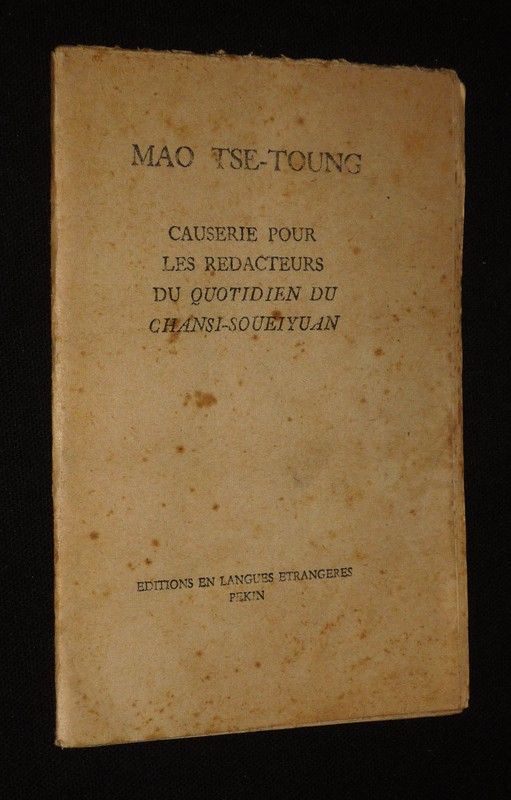 MAO TSE-TOUNG
CAUSERIE POUR
LES REDACTEURS
DU QUOTIDIEN DU
CHANSI-SOUEIYUAN
EDITIONS EN LANGUES ETRANGERES
PEKIN